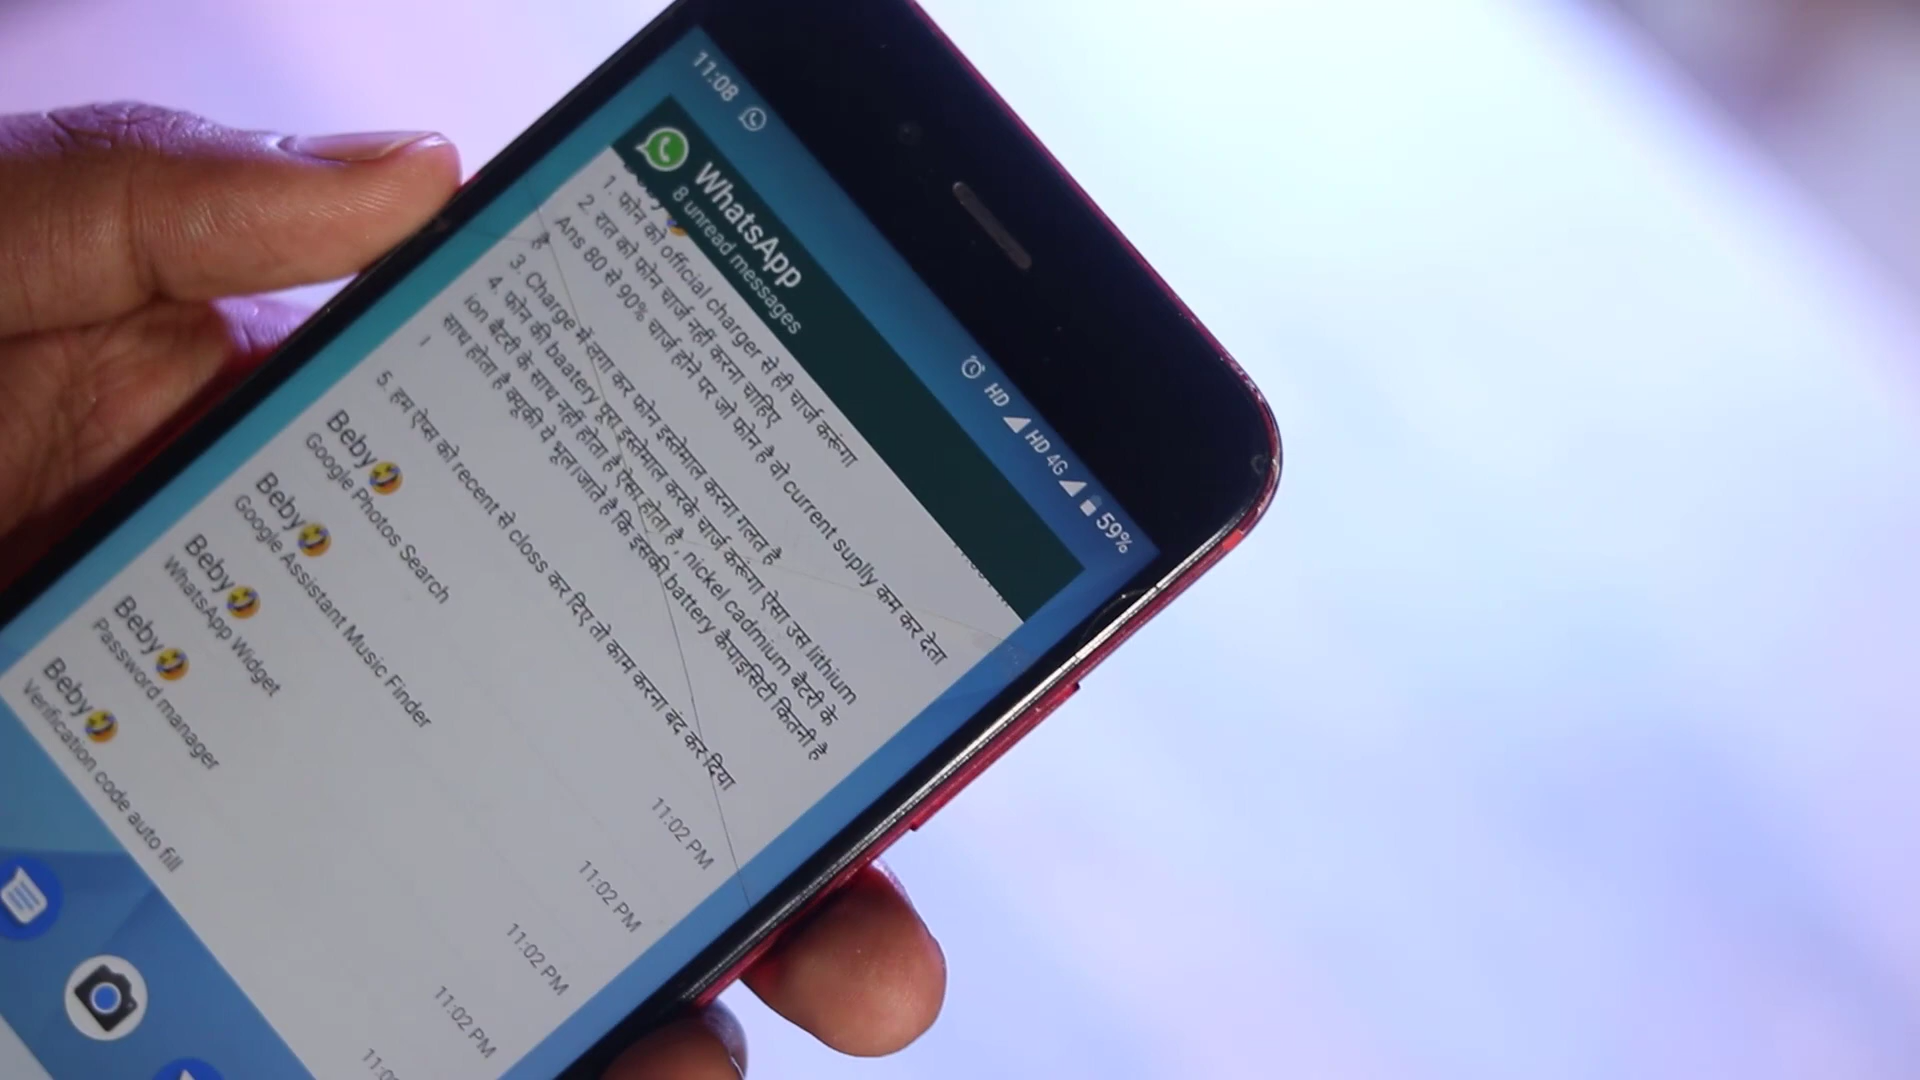 11:08
HD HD 4G 59%
WhatsApp
8 unread messages
1. फोन को official charger से ही चार्ज करूंगा
2. रात को फोन चार्ज नहीं करना चाहिए
Ans 80 से 90% चार्ज होने पर जो फोन है वो current suplly कम कर देता
है
3. Charge में लगा कर फोन इस्तेमाल करना गलत है
4. फोन की baatery पूरा इस्तेमाल करके चार्ज करूंगा ऐसा उस lithium
ion बैटरी के साथ नहीं होता है ऐसा होता है , nickel cadmium बैटरी के
साथ होता है क्यूकी ये भूल जाते है कि इसकी battery कैपाइसिटी कितनी है
।
5. हम ऐप्स को recent से closs कर दिए तो काम करना बंद कर दिया
Beby🤣 11:02 PM
Google Photos Search
Beby🤣 11:02 PM
Google Assistant Music Finder
Beby🤣 11:02 PM
WhatsApp Widget
Beby🤣 11:02 PM
Password manager
Beby🤣
Verification code auto fill